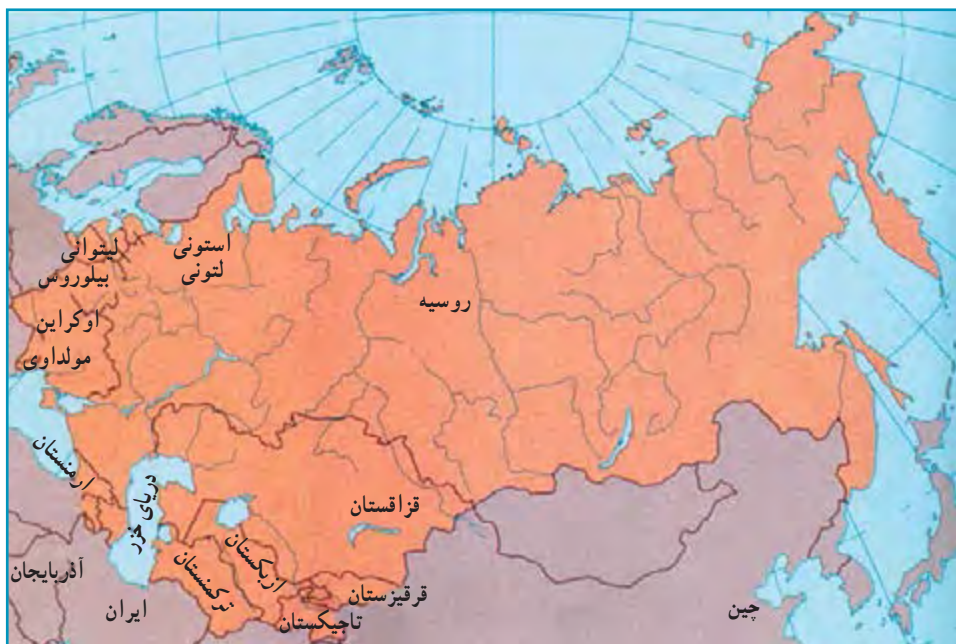 استونی
لتونی
لیتوانی
بیلوروس
اوکراین
مولداوی
روسیه
ارمنستان
دریای خزر
قزاقستان
ازبکستان
ترکمنستان
قرقیزستان
تاجیکستان
آذربایجان
ایران
چین